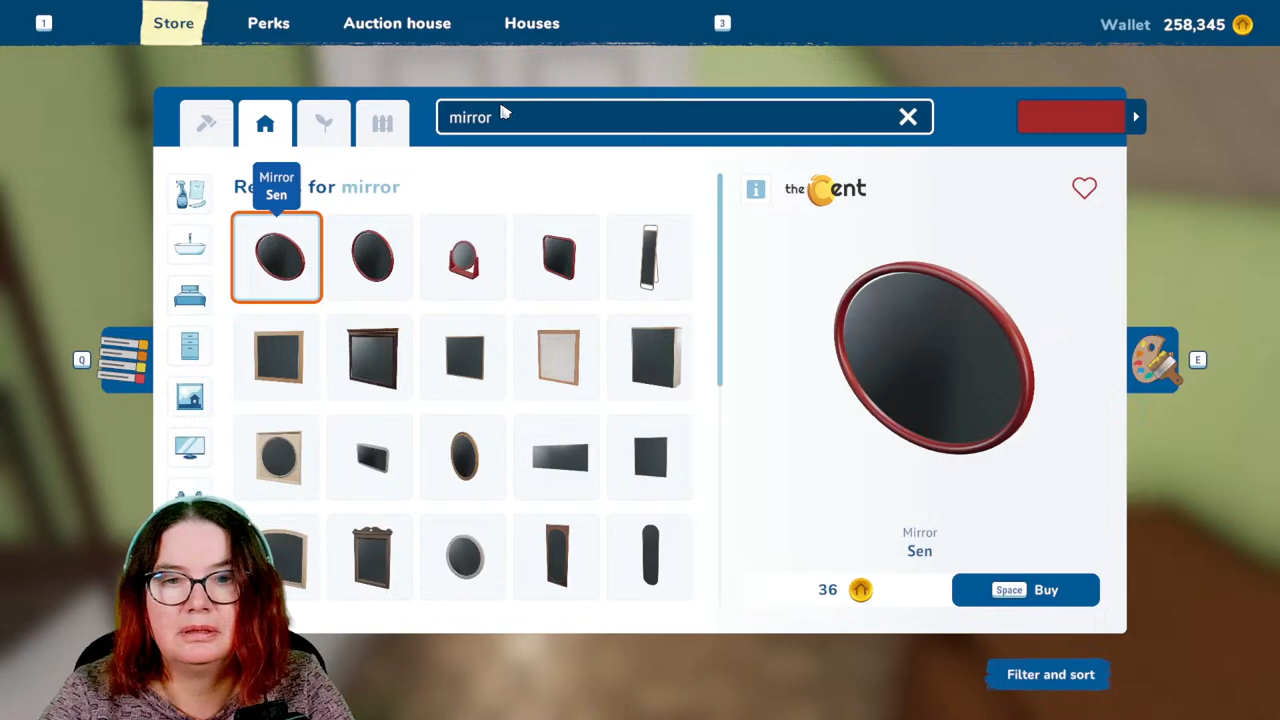 1
Store
Perks
Auction house
Houses
3
Wallet 258,345
mirror
Mirror
Sen
Re for mirror
the Cent
Q
E
Mirror
Sen
36
Space Buy
Filter and sort